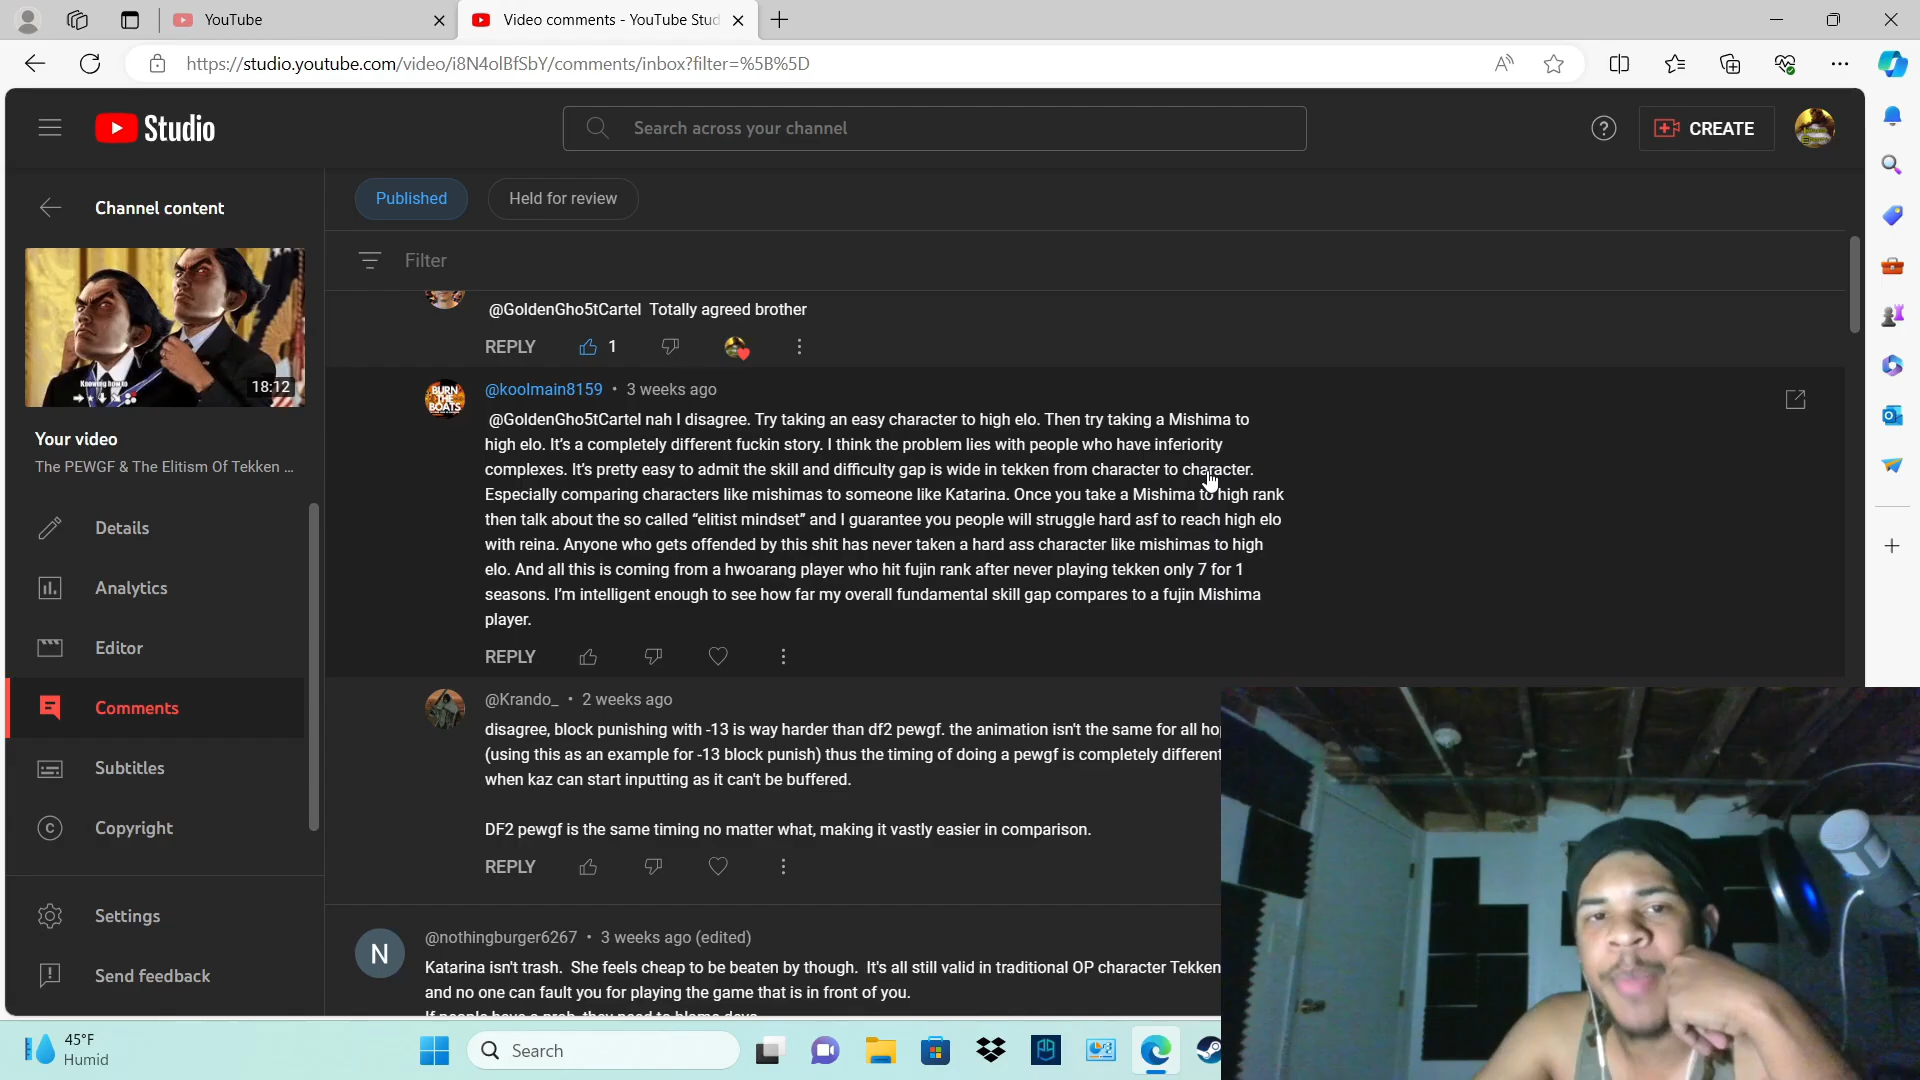 YouTube
Video comments - YouTube Stud
https://studio.youtube.com/video/i8N4olBfSbY/comments/inbox?filter=%5B%5D
Studio
Search across your channel
CREATE
Channel content
Published
Held for review
Filter
Knowing how to
18:12
Your video
The PEWGF & The Elitism Of Tekken ...
Details
Analytics
Editor
Comments
Subtitles
Copyright
Settings
Send feedback
@GoldenGho5tCartel Totally agreed brother
REPLY
1
BURN THE BOATS
@koolmain8159 • 3 weeks ago
@GoldenGho5tCartel nah I disagree. Try taking an easy character to high elo. Then try taking a Mishima to
high elo. It's a completely different fuckin story. I think the problem lies with people who have inferiority
complexes. It's pretty easy to admit the skill and difficulty gap is wide in tekken from character to character.
Especially comparing characters like mishimas to someone like Katarina. Once you take a Mishima to high rank
then talk about the so called “elitist mindset” and I guarantee you people will struggle hard asf to reach high elo
with reina. Anyone who gets offended by this shit has never taken a hard ass character like mishimas to high
elo. And all this is coming from a hwoarang player who hit fujin rank after never playing tekken only 7 for 1
seasons. I'm intelligent enough to see how far my overall fundamental skill gap compares to a fujin Mishima
player.
REPLY
@Krando_ • 2 weeks ago
disagree, block punishing with -13 is way harder than df2 pewgf. the animation isn't the same for all hop
(using this as an example for -13 block punish) thus the timing of doing a pewgf is completely different
when kaz can start inputting as it can't be buffered.
DF2 pewgf is the same timing no matter what, making it vastly easier in comparison.
REPLY
N
@nothingburger6267 • 3 weeks ago (edited)
Katarina isn't trash. She feels cheap to be beaten by though. It's all still valid in traditional OP character Tekken
and no one can fault you for playing the game that is in front of you.
45°F
Humid
Search